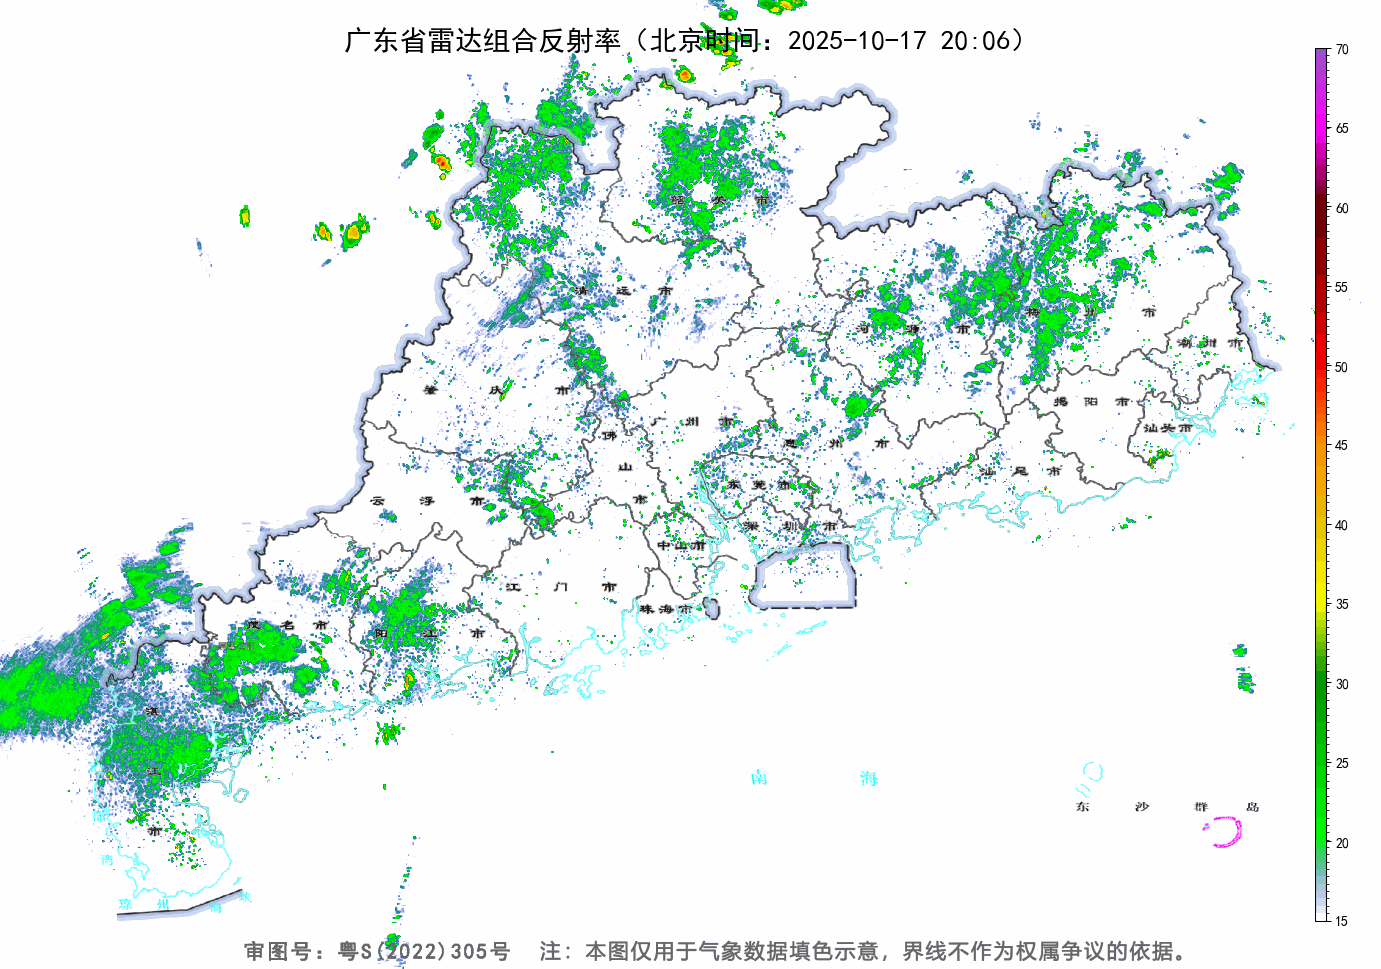 广东省雷达组合反射率（北京时间：2025-10-17 20:06）
70
65
60
55
50
45
40
35
30
25
20
15
韶关市
清远市
河源市
梅州市
潮州市
肇庆市
广州市
惠州市
揭阳市
汕头市
佛山市
东莞市
汕尾市
云浮市
深圳市
中山市
江门市
珠海市
茂名市
阳江市
湛江市
南海
东沙群岛
湾
琼州海峡
审图号：粤S(2022)305号 注：本图仅用于气象数据填色示意，界线不作为权属争议的依据。